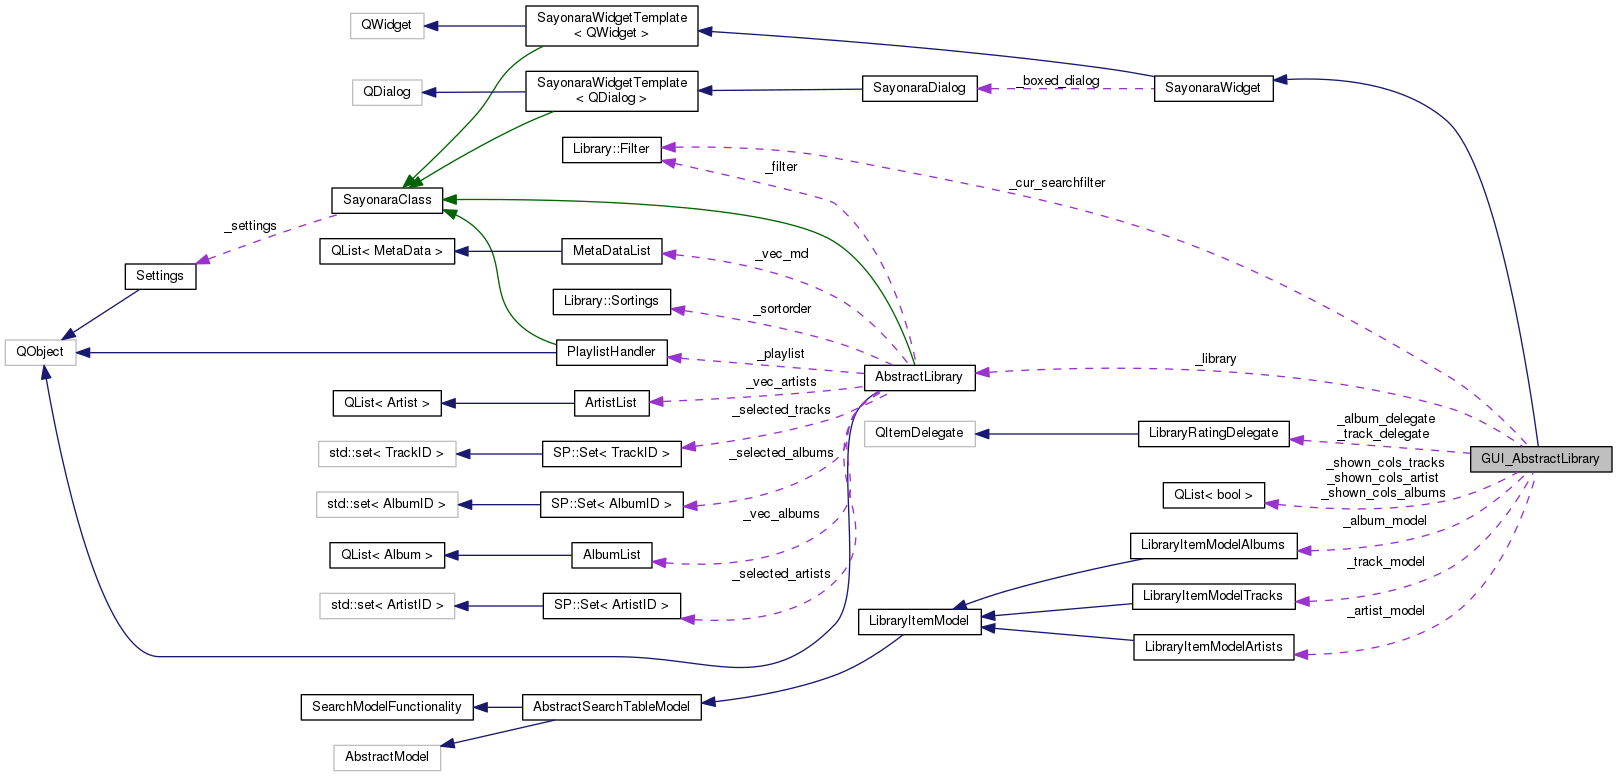 QWidget
SayonaraWidgetTemplate
< QWidget >
QDialog
SayonaraWidgetTemplate
< QDialog >
SayonaraDialog
_boxed_dialog
SayonaraWidget
Library::Filter
_filter
_cur_searchfilter
SayonaraClass
_settings
QList< MetaData >
MetaDataList
_vec_md
Settings
Library::Sortings
_sortorder
QObject
PlaylistHandler
_playlist
_library
AbstractLibrary
_vec_artists
QList< Artist >
ArtistList
_selected_tracks
_album_delegate
_track_delegate
QItemDelegate
LibraryRatingDelegate
std::set< TrackID >
SP::Set< TrackID >
_selected_albums
GUI_AbstractLibrary
_shown_cols_tracks
_shown_cols_artist
_shown_cols_albums
QList< bool >
std::set< AlbumID >
SP::Set< AlbumID >
_vec_albums
_album_model
LibraryItemModelAlbums
QList< Album >
AlbumList
_selected_artists
_track_model
LibraryItemModelTracks
std::set< ArtistID >
SP::Set< ArtistID >
_artist_model
LibraryItemModel
LibraryItemModelArtists
SearchModelFunctionality
AbstractSearchTableModel
AbstractModel